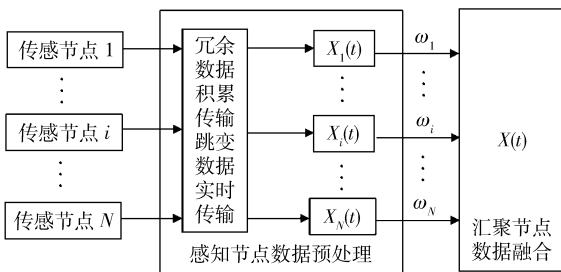 传感节点 1
传感节点 i
传感节点 N
冗余
数据
积累
传输
跳变
数据
实时
传输
X₁(t)
Xᵢ(t)
X_N(t)
感知节点数据预处理
ω₁
ωᵢ
ω_N
X(t)
汇聚节点
数据融合